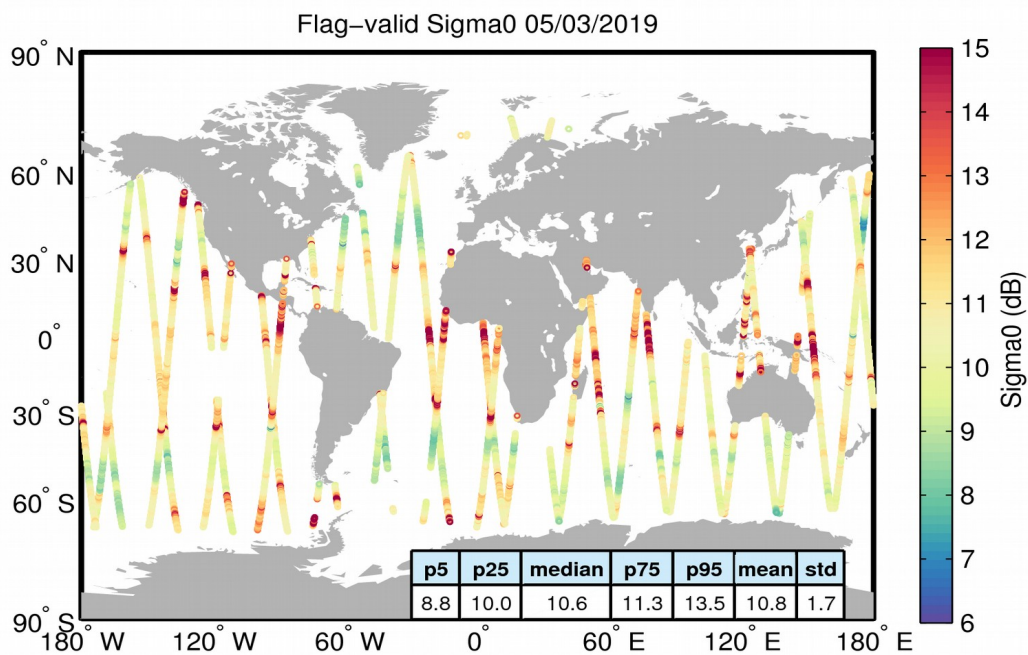 Flag-valid Sigma0 05/03/2019
90° N
60° N
30° N
0°
30° S
60° S
90° S
180° W
120° W
60° W
0°
60° E
120° E
180° E
p5 p25 median p75 p95 mean std
8.8 10.0 10.6 11.3 13.5 10.8 1.7
15
14
13
12
11
10
9
8
7
6
Sigma0 (dB)